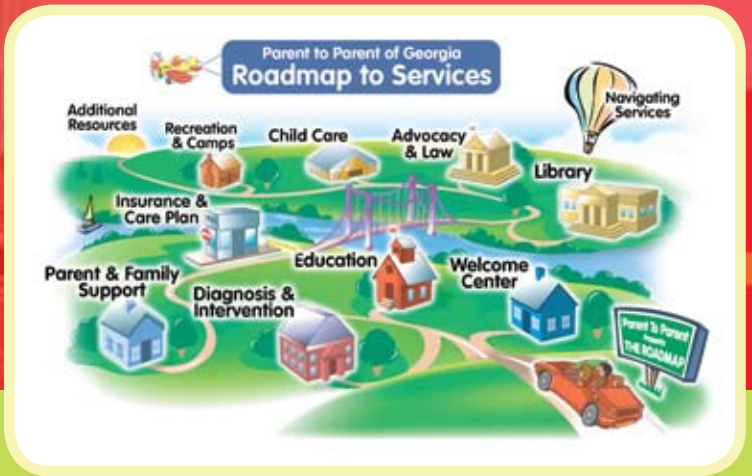 Parent to Parent of Georgia
Roadmap to Services
Additional
Resources
Recreation
& Camps
Child Care
Advocacy
& Law
Navigating
Services
Library
Insurance &
Care Plan
Education
Welcome
Center
Parent & Family
Support
Diagnosis &
Intervention
Parent To Parent
Presents
THE ROADMAP